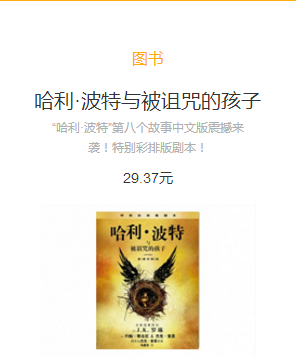 图书
哈利·波特与被诅咒的孩子
“哈利·波特”第八个故事中文版震撼来
袭！特别彩排版剧本！
29.37元
哈利·波特
与
被诅咒的孩子
J.K. 罗琳